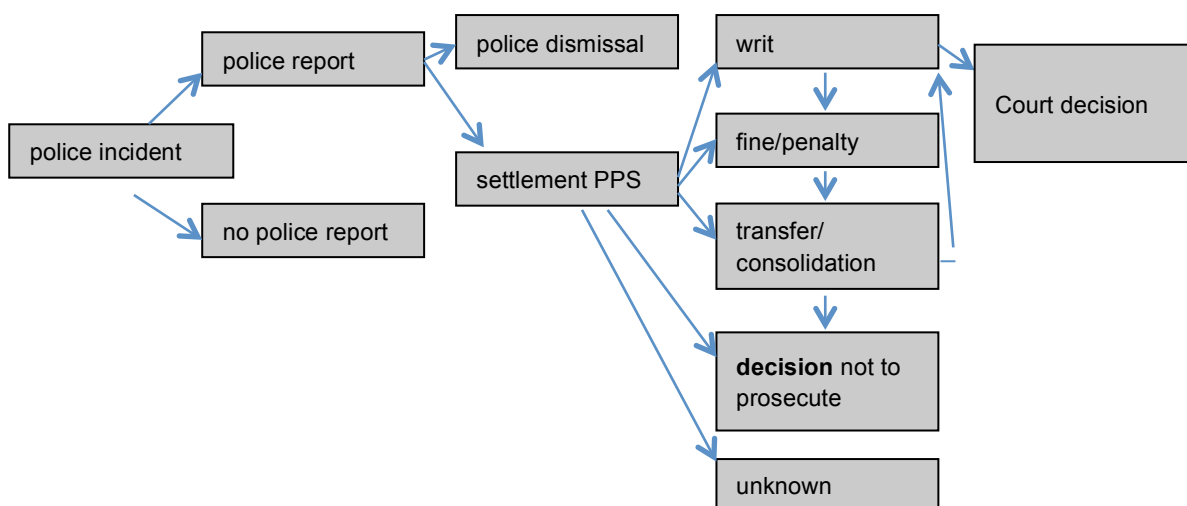 police incident
police report
no police report
police dismissal
settlement PPS
writ
fine/penalty
transfer/
consolidation
decision not to
prosecute
unknown
Court decision